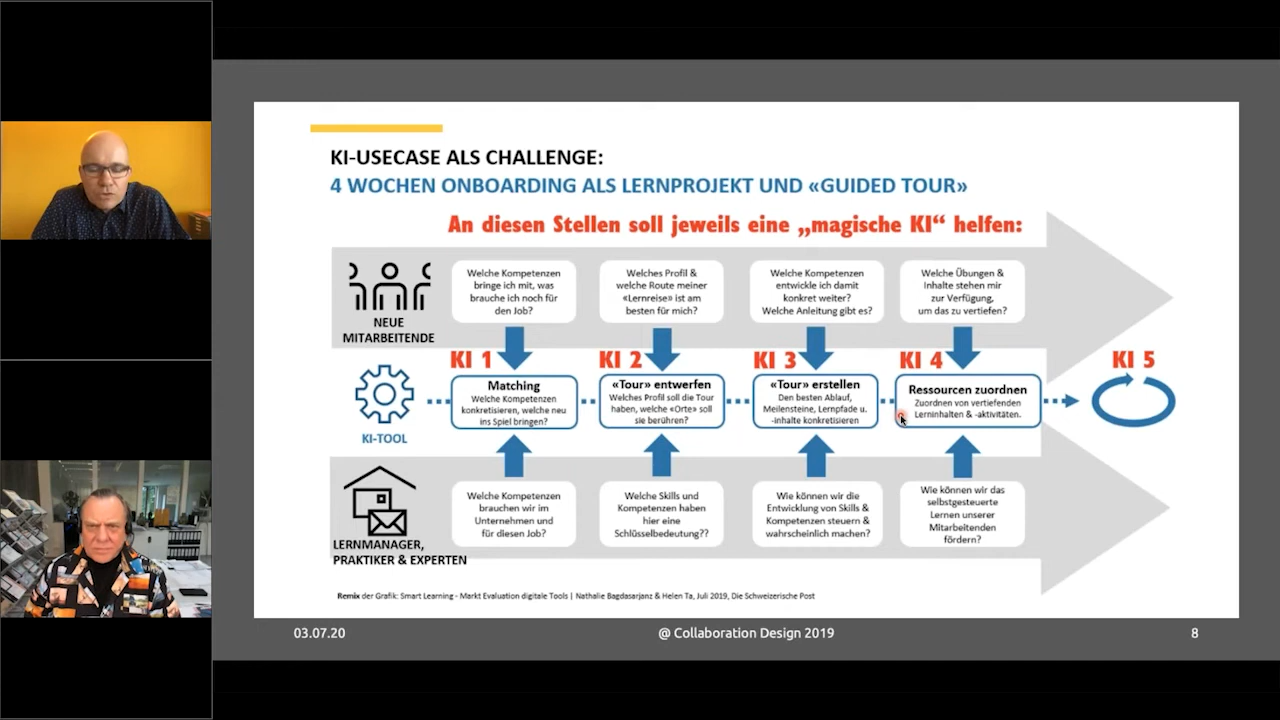 KI-USECASE ALS CHALLENGE:
4 WOCHEN ONBOARDING ALS LERNPROJEKT UND «GUIDED TOUR»
An diesen Stellen soll jeweils eine „magische KI“ helfen:
NEUE
MITARBEITENDE
Welche Kompetenzen
bringe ich mit, was
brauche ich noch für
den Job?
Welches Profil &
welche Route meiner
«Lernreise» ist am
besten für mich?
Welche Kompetenzen
entwickle ich damit
konkret weiter?
Welche Anleitung gibt es?
Welche Übungen &
Inhalte stehen mir
zur Verfügung,
um das zu vertiefen?
KI 1
KI 2
KI 3
KI 4
KI 5
KI-TOOL
Matching
Welche Kompetenzen
konkretisieren, welche neu
ins Spiel bringen?
«Tour» entwerfen
Welches Profil soll die Tour
haben, welche «Orte» soll
sie berühren?
«Tour» erstellen
Den besten Ablauf,
Meilensteine, Lernpfade u.
-inhalte konkretisieren
Ressourcen zuordnen
Zuordnen von vertiefenden
Lerninhalten & -aktivitäten.
LERNMANAGER,
PRAKTIKER & EXPERTEN
Welche Kompetenzen
brauchen wir im
Unternehmen und
für diesen Job?
Welche Skills und
Kompetenzen haben
hier eine
Schlüsselbedeutung??
Wie können wir die
Entwicklung von Skills &
Kompetenzen steuern &
wahrscheinlich machen?
Wie können wir das
selbstgesteuerte
Lernen unserer
Mitarbeitenden
fördern?
Remix der Grafik: Smart Learning - Markt Evaluation digitale Tools | Nathalie Bagdasarjanz & Helen Ta, Juli 2019, Die Schweizerische Post
03.07.20
@ Collaboration Design 2019
8